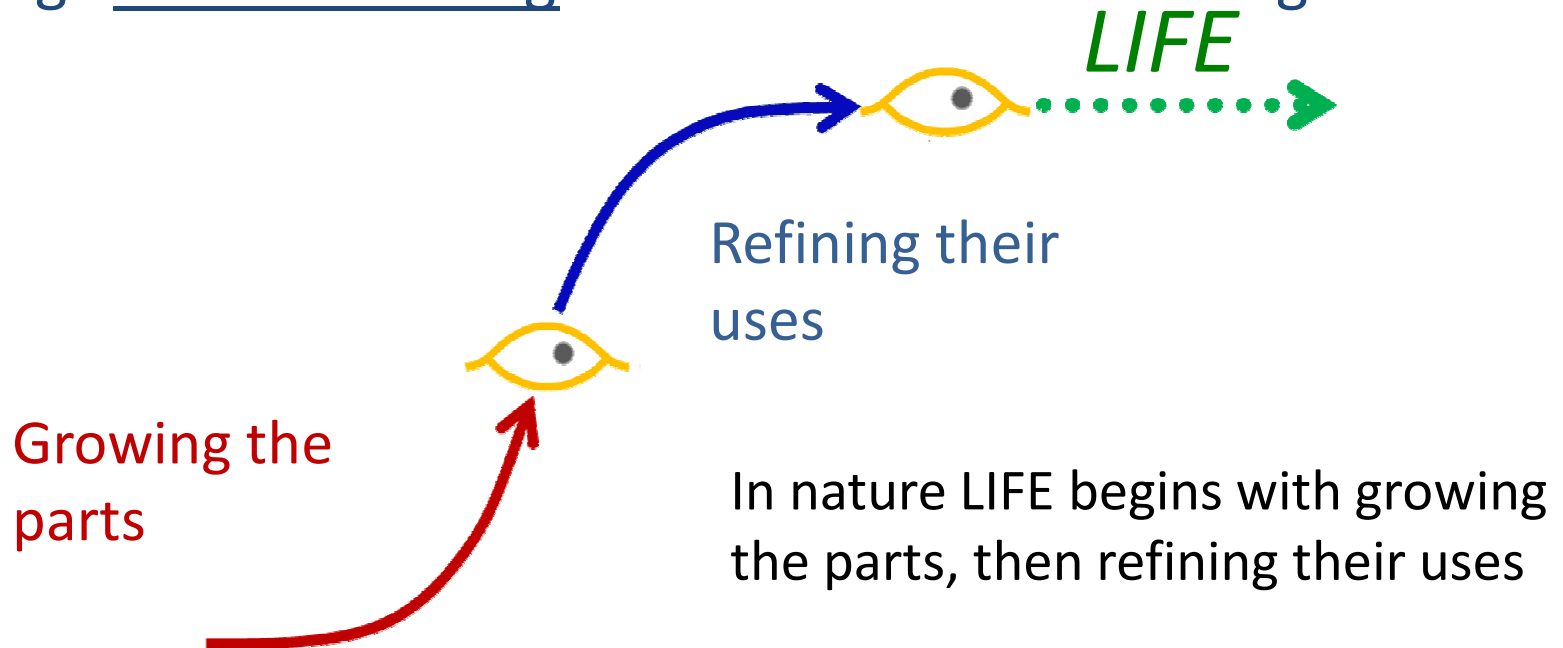 LIFE
Refining their
uses
Growing the
parts
In nature LIFE begins with growing
the parts, then refining their uses